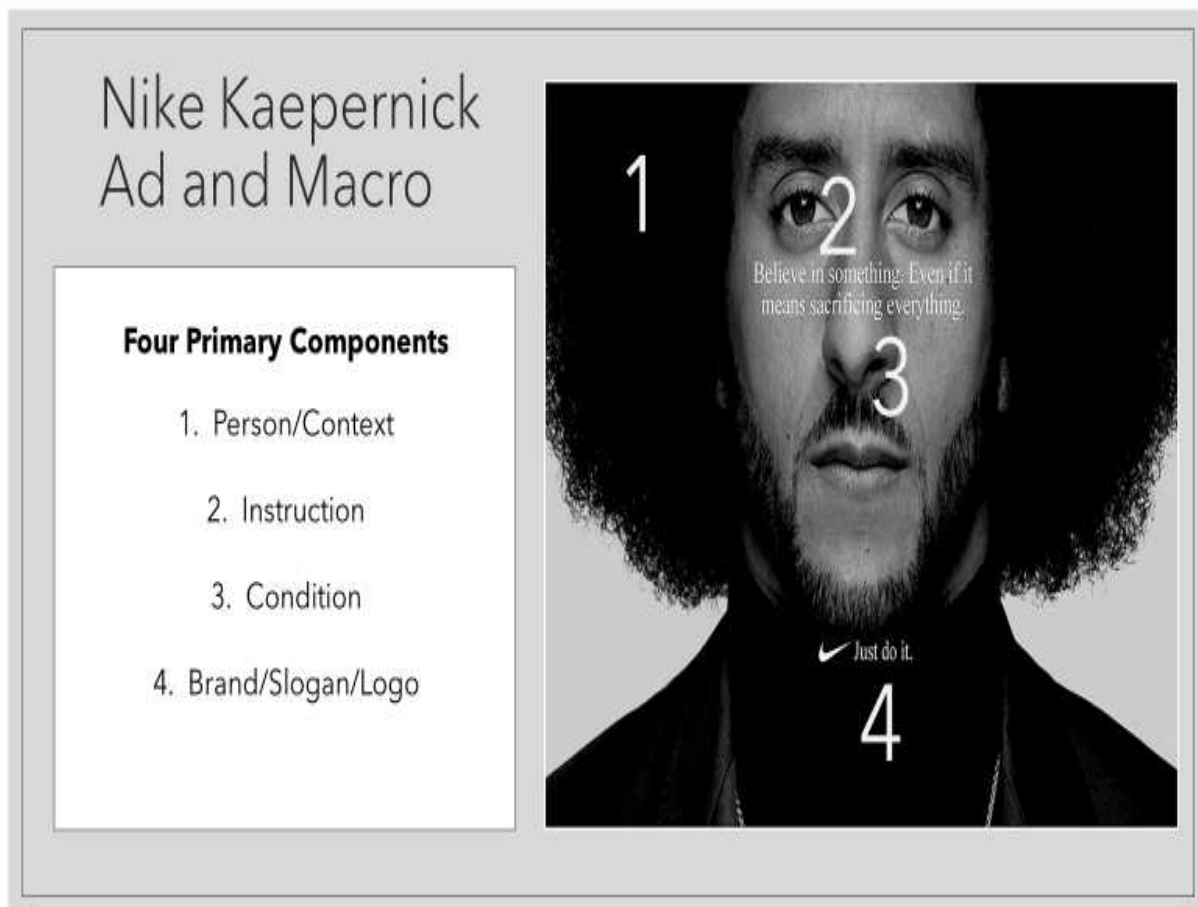 Nike Kaepernick
Ad and Macro
Four Primary Components
1. Person/Context
2. Instruction
3. Condition
4. Brand/Slogan/Logo
1
2
Believe in something. Even if it
means sacrificing everything.
3
Just do it.
4